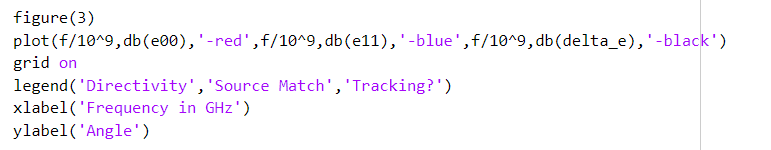 figure(3)
plot(f/10^9,db(e00),'-red',f/10^9,db(e11),'-blue',f/10^9,db(delta_e),'-black')
grid on
legend('Directivity','Source Match','Tracking?')
xlabel('Frequency in GHz')
ylabel('Angle')